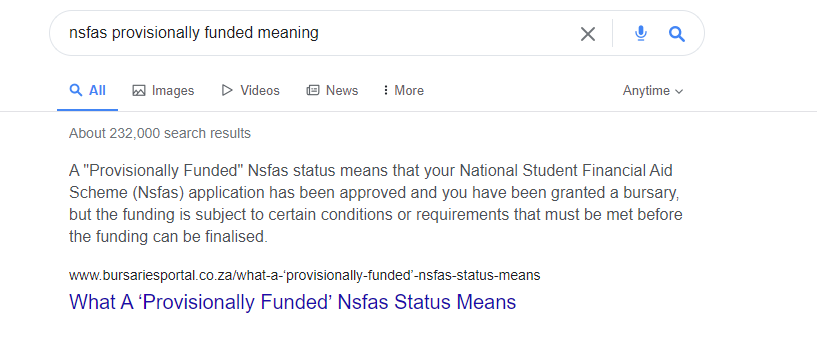 nsfas provisionally funded meaning
All Images Videos News More Anytime
About 232,000 search results
A "Provisionally Funded" Nsfas status means that your National Student Financial Aid
Scheme (Nsfas) application has been approved and you have been granted a bursary,
but the funding is subject to certain conditions or requirements that must be met before
the funding can be finalised.
www.bursariesportal.co.za/what-a-‘provisionally-funded’-nsfas-status-means
What A ‘Provisionally Funded’ Nsfas Status Means